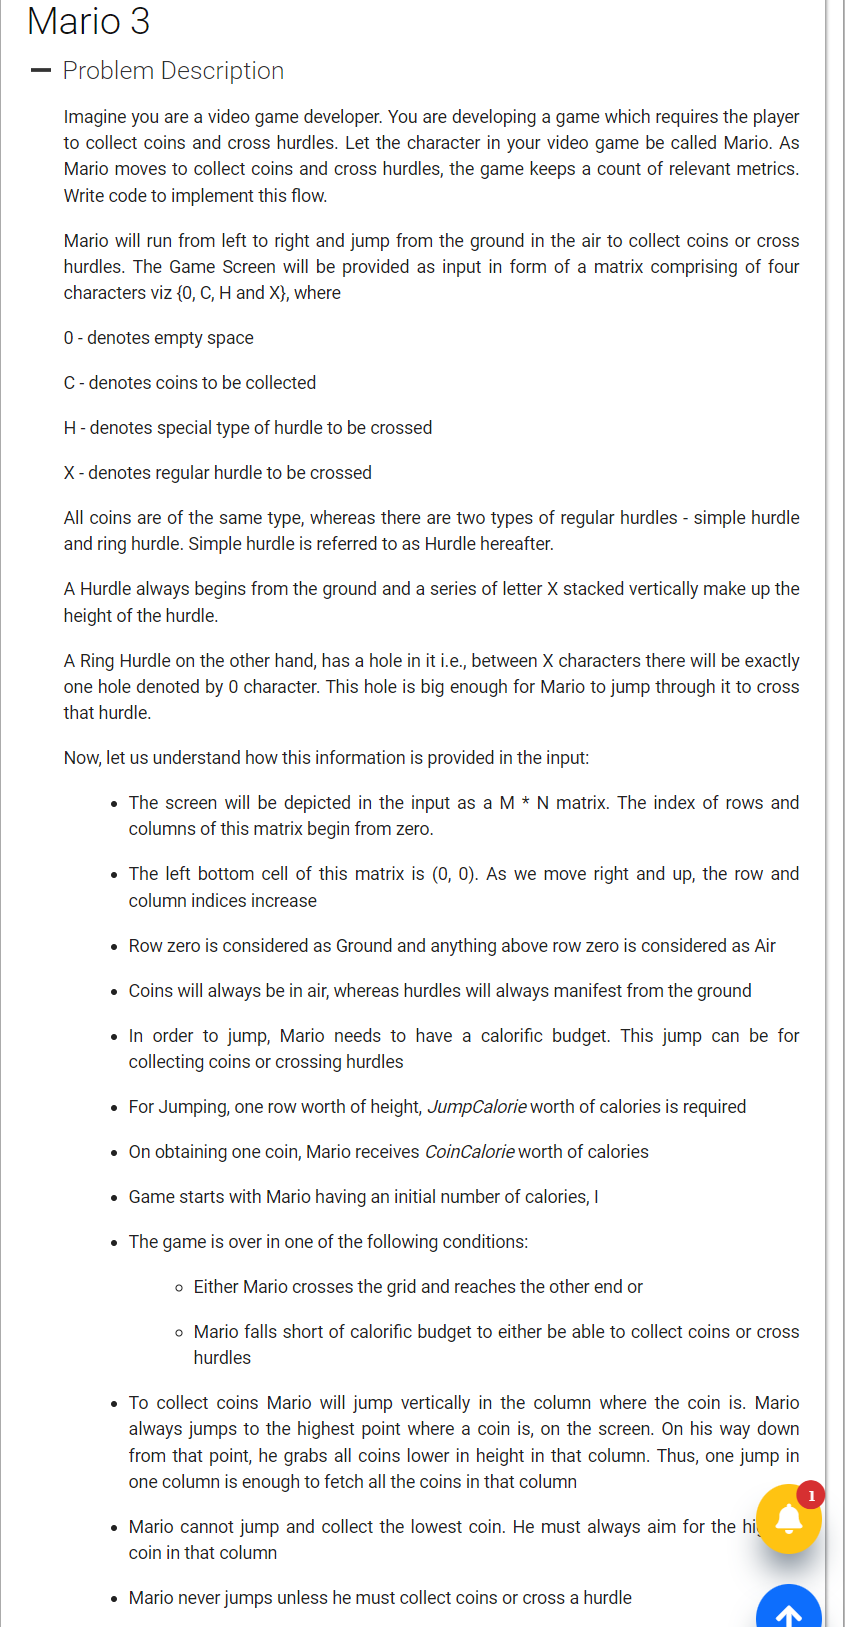 Mario 3
Problem Description
Imagine you are a video game developer. You are developing a game which requires the player
to collect coins and cross hurdles. Let the character in your video game be called Mario. As
Mario moves to collect coins and cross hurdles, the game keeps a count of relevant metrics.
Write code to implement this flow.
Mario will run from left to right and jump from the ground in the air to collect coins or cross
hurdles. The Game Screen will be provided as input in form of a matrix comprising of four
characters viz {0, C, H and X}, where
0 - denotes empty space
C - denotes coins to be collected
H - denotes special type of hurdle to be crossed
X - denotes regular hurdle to be crossed
All coins are of the same type, whereas there are two types of regular hurdles - simple hurdle
and ring hurdle. Simple hurdle is referred to as Hurdle hereafter.
A Hurdle always begins from the ground and a series of letter X stacked vertically make up the
height of the hurdle.
A Ring Hurdle on the other hand, has a hole in it i.e., between X characters there will be exactly
one hole denoted by 0 character. This hole is big enough for Mario to jump through it to cross
that hurdle.
Now, let us understand how this information is provided in the input:
• The screen will be depicted in the input as a M * N matrix. The index of rows and
columns of this matrix begin from zero.
• The left bottom cell of this matrix is (0, 0). As we move right and up, the row and
column indices increase
• Row zero is considered as Ground and anything above row zero is considered as Air
• Coins will always be in air, whereas hurdles will always manifest from the ground
• In order to jump, Mario needs to have a calorific budget. This jump can be for
collecting coins or crossing hurdles
• For Jumping, one row worth of height, JumpCalorie worth of calories is required
• On obtaining one coin, Mario receives CoinCalorie worth of calories
• Game starts with Mario having an initial number of calories, I
• The game is over in one of the following conditions:
◦ Either Mario crosses the grid and reaches the other end or
◦ Mario falls short of calorific budget to either be able to collect coins or cross
hurdles
• To collect coins Mario will jump vertically in the column where the coin is. Mario
always jumps to the highest point where a coin is, on the screen. On his way down
from that point, he grabs all coins lower in height in that column. Thus, one jump in
one column is enough to fetch all the coins in that column
1
• Mario cannot jump and collect the lowest coin. He must always aim for the
coin in that column
• Mario never jumps unless he must collect coins or cross a hurdle